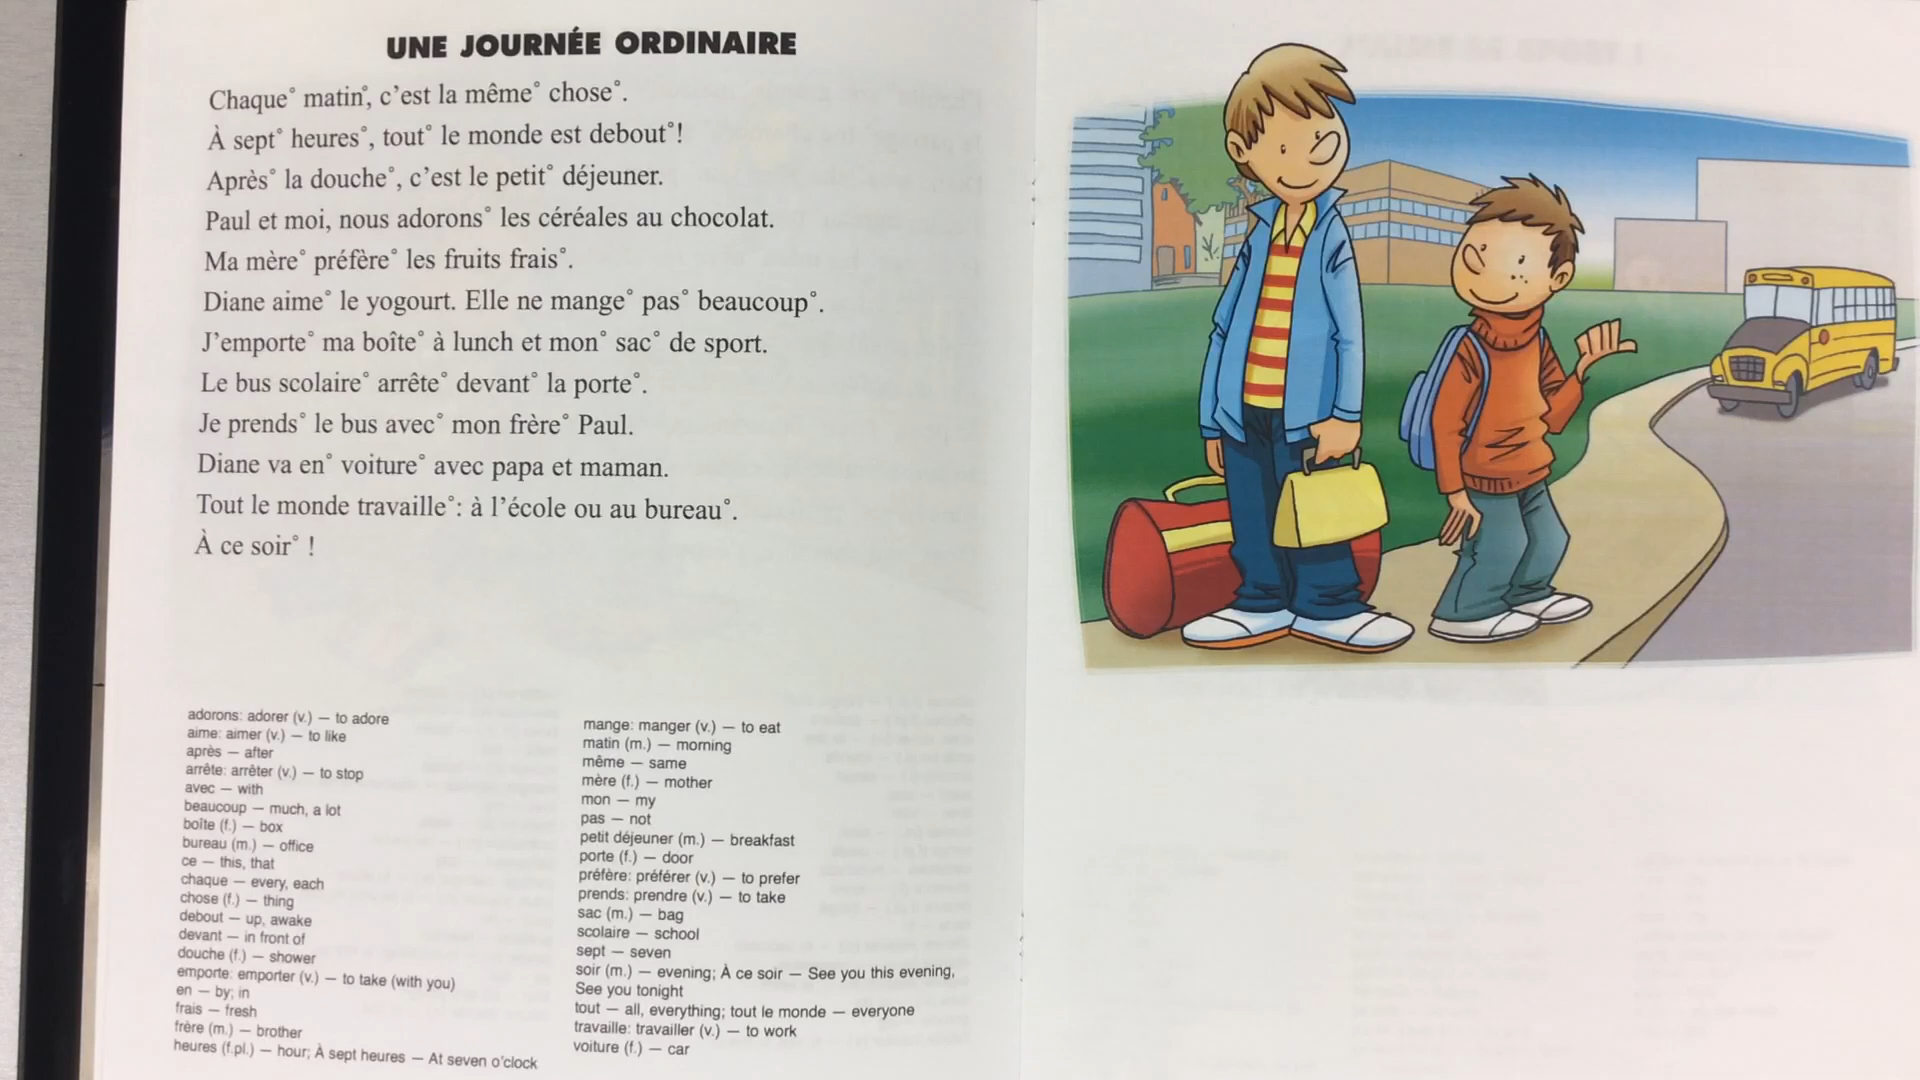 UNE JOURNÉE ORDINAIRE
Chaque° matin°, c'est la même° chose°.
À sept° heures°, tout° le monde est debout°!
Après° la douche°, c'est le petit° déjeuner.
Paul et moi, nous adorons° les céréales au chocolat.
Ma mère° préfère° les fruits frais°.
Diane aime° le yogourt. Elle ne mange° pas° beaucoup°.
J'emporte° ma boîte° à lunch et mon° sac° de sport.
Le bus scolaire° arrête° devant° la porte°.
Je prends° le bus avec° mon frère° Paul.
Diane va en° voiture° avec papa et maman.
Tout le monde travaille°: à l'école ou au bureau°.
À ce soir° !
adorons: adorer (v.) — to adore
aime: aimer (v.) — to like
après — after
arrête: arrêter (v.) — to stop
avec — with
beaucoup — much, a lot
boîte (f.) — box
bureau (m.) — office
ce — this, that
chaque — every, each
chose (f.) — thing
debout — up, awake
devant — in front of
douche (f.) — shower
emporte: emporter (v.) — to take (with you)
en — by; in
frais — fresh
frère (m.) — brother
heures (f.pl.) — hour; À sept heures — At seven o'clock
mange: manger (v.) — to eat
matin (m.) — morning
même — same
mère (f.) — mother
mon — my
pas — not
petit déjeuner (m.) — breakfast
porte (f.) — door
préfère: préférer (v.) — to prefer
prends: prendre (v.) — to take
sac (m.) — bag
scolaire — school
sept — seven
soir (m.) — evening; À ce soir — See you this evening,
See you tonight
tout — all, everything; tout le monde — everyone
travaille: travailler (v.) — to work
voiture (f.) — car